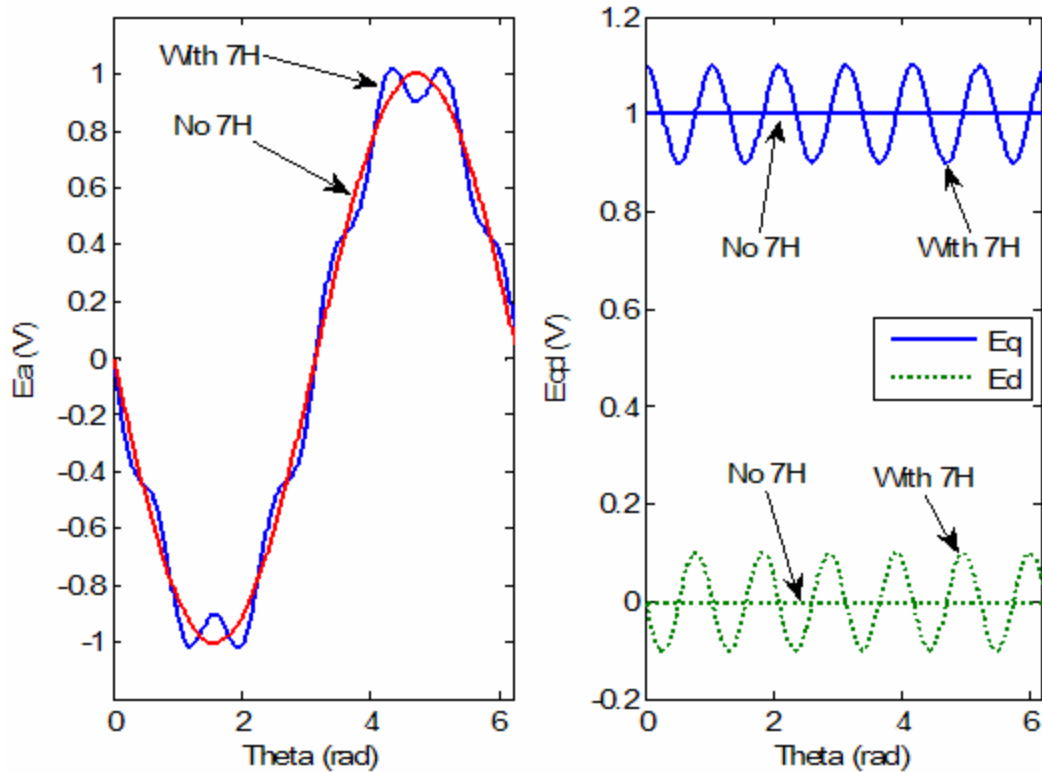 Ea (V)
1
0.8
0.6
0.4
0.2
0
-0.2
-0.4
-0.6
-0.8
-1
With 7H
No 7H
0 2 4 6
Theta (rad)
Eqd (V)
1.2
1
0.8
0.6
0.4
0.2
0
-0.2
No 7H
With 7H
Eq
Ed
No 7H
With 7H
0 2 4 6
Theta (rad)